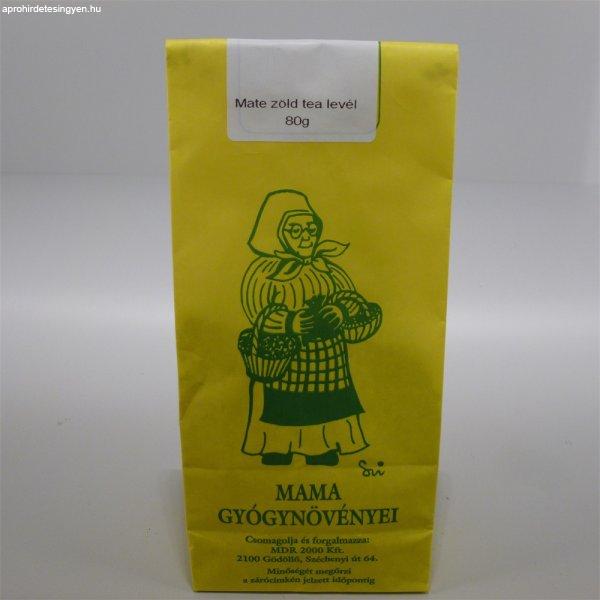 aprohirdetesingyen.hu
Mate zöld tea levél
80g
MAMA
GYÓGYNÖVÉNYEI
Csomagolja és forgalmazza:
MDR 2000 Kft.
2100 Gödöllő, Széchenyi út 64.
Minőségét megőrzi
a zárócimkén jelzett időpontig